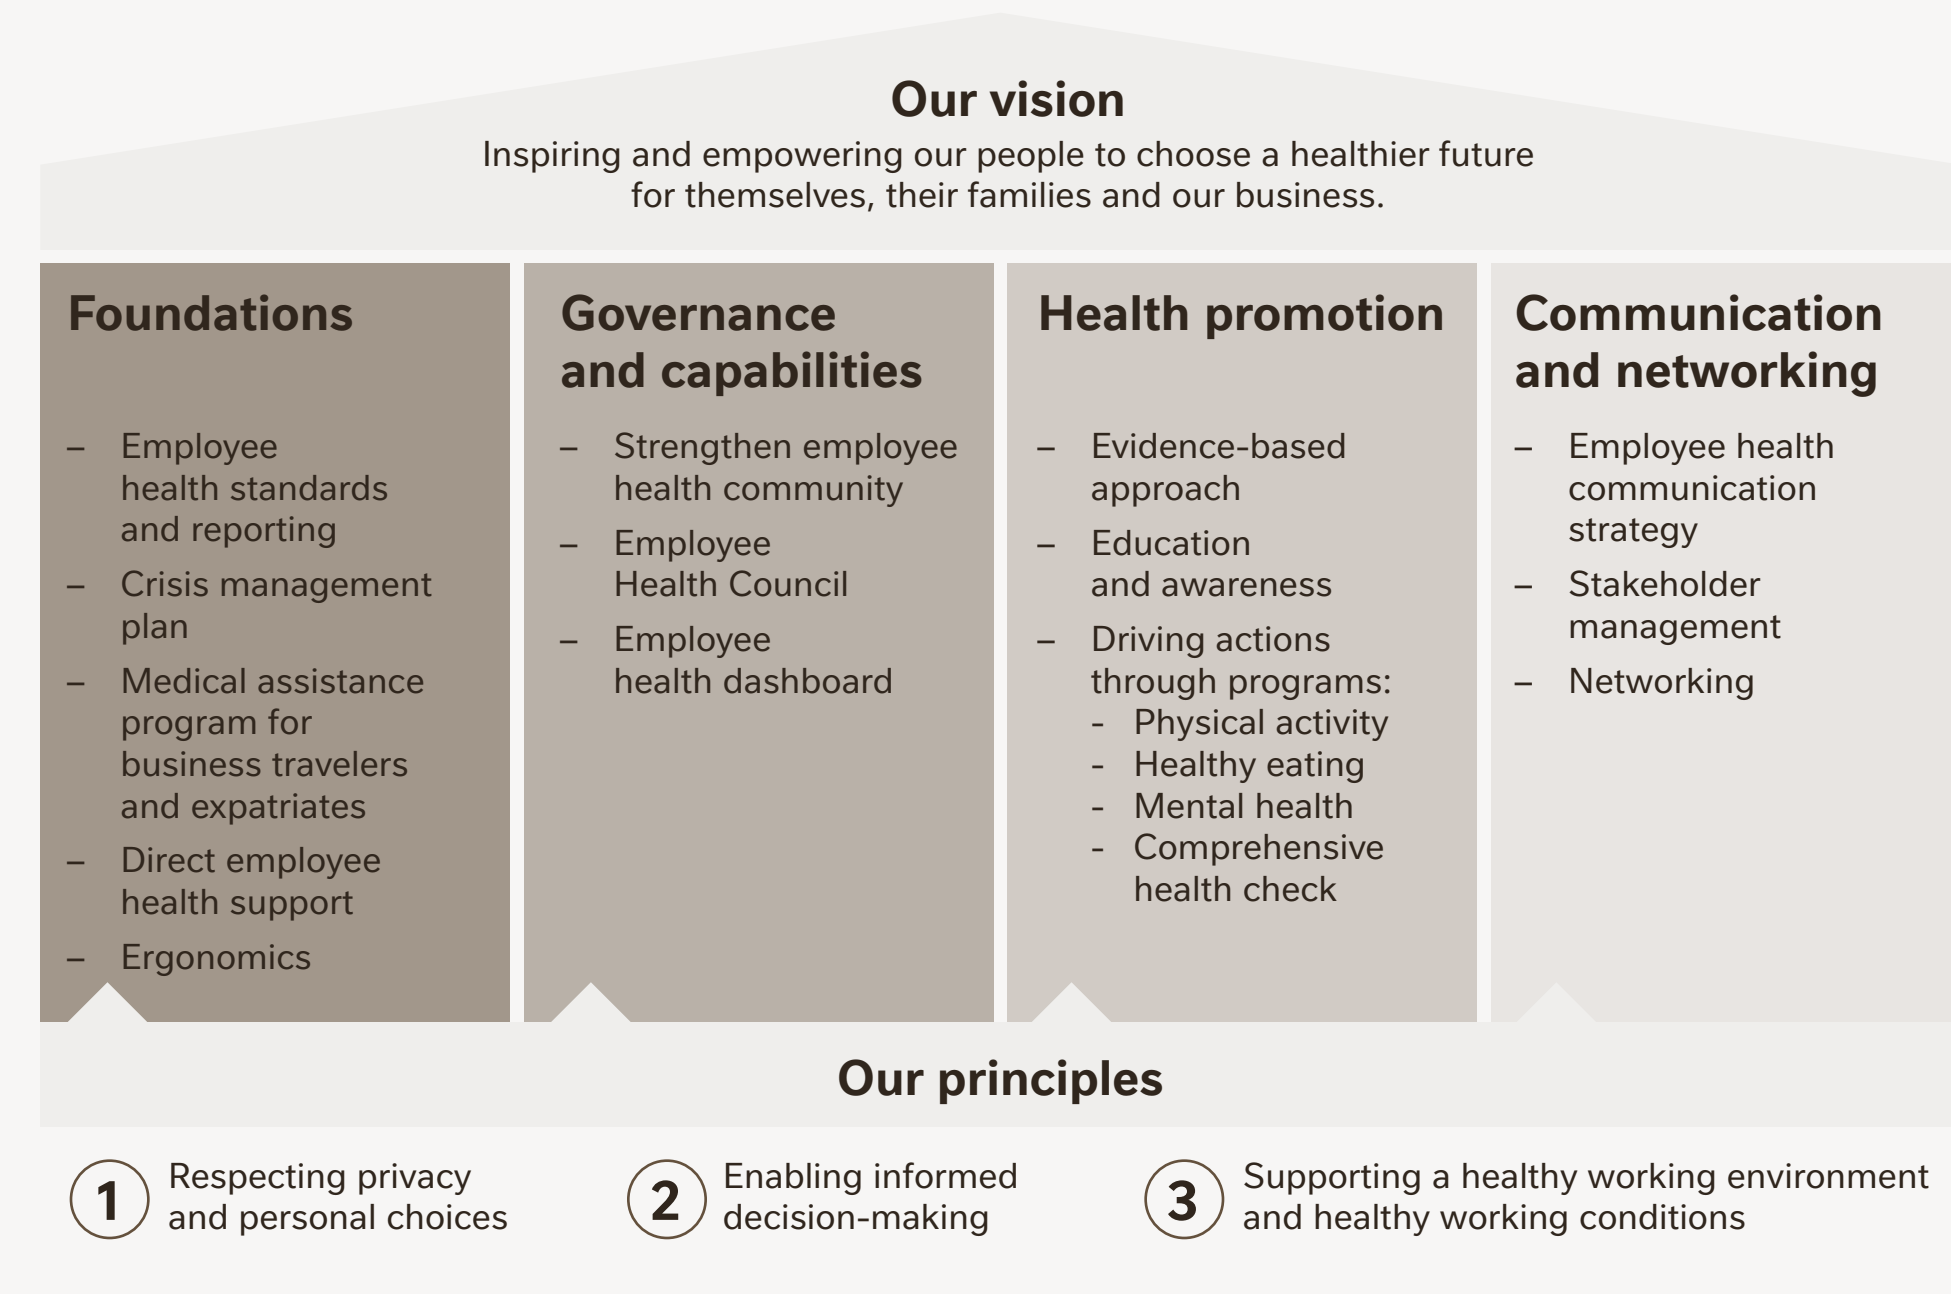 Our vision
Inspiring and empowering our people to choose a healthier future
for themselves, their families and our business.
Foundations
– Employee
health standards
and reporting
– Crisis management
plan
– Medical assistance
program for
business travelers
and expatriates
– Direct employee
health support
– Ergonomics
Governance
and capabilities
– Strengthen employee
health community
– Employee
Health Council
– Employee
health dashboard
Health promotion
– Evidence-based
approach
– Education
and awareness
– Driving actions
through programs:
- Physical activity
- Healthy eating
- Mental health
- Comprehensive
health check
Communication
and networking
– Employee health
communication
strategy
– Stakeholder
management
– Networking
Our principles
1 Respecting privacy
and personal choices
2 Enabling informed
decision-making
3 Supporting a healthy working environment
and healthy working conditions